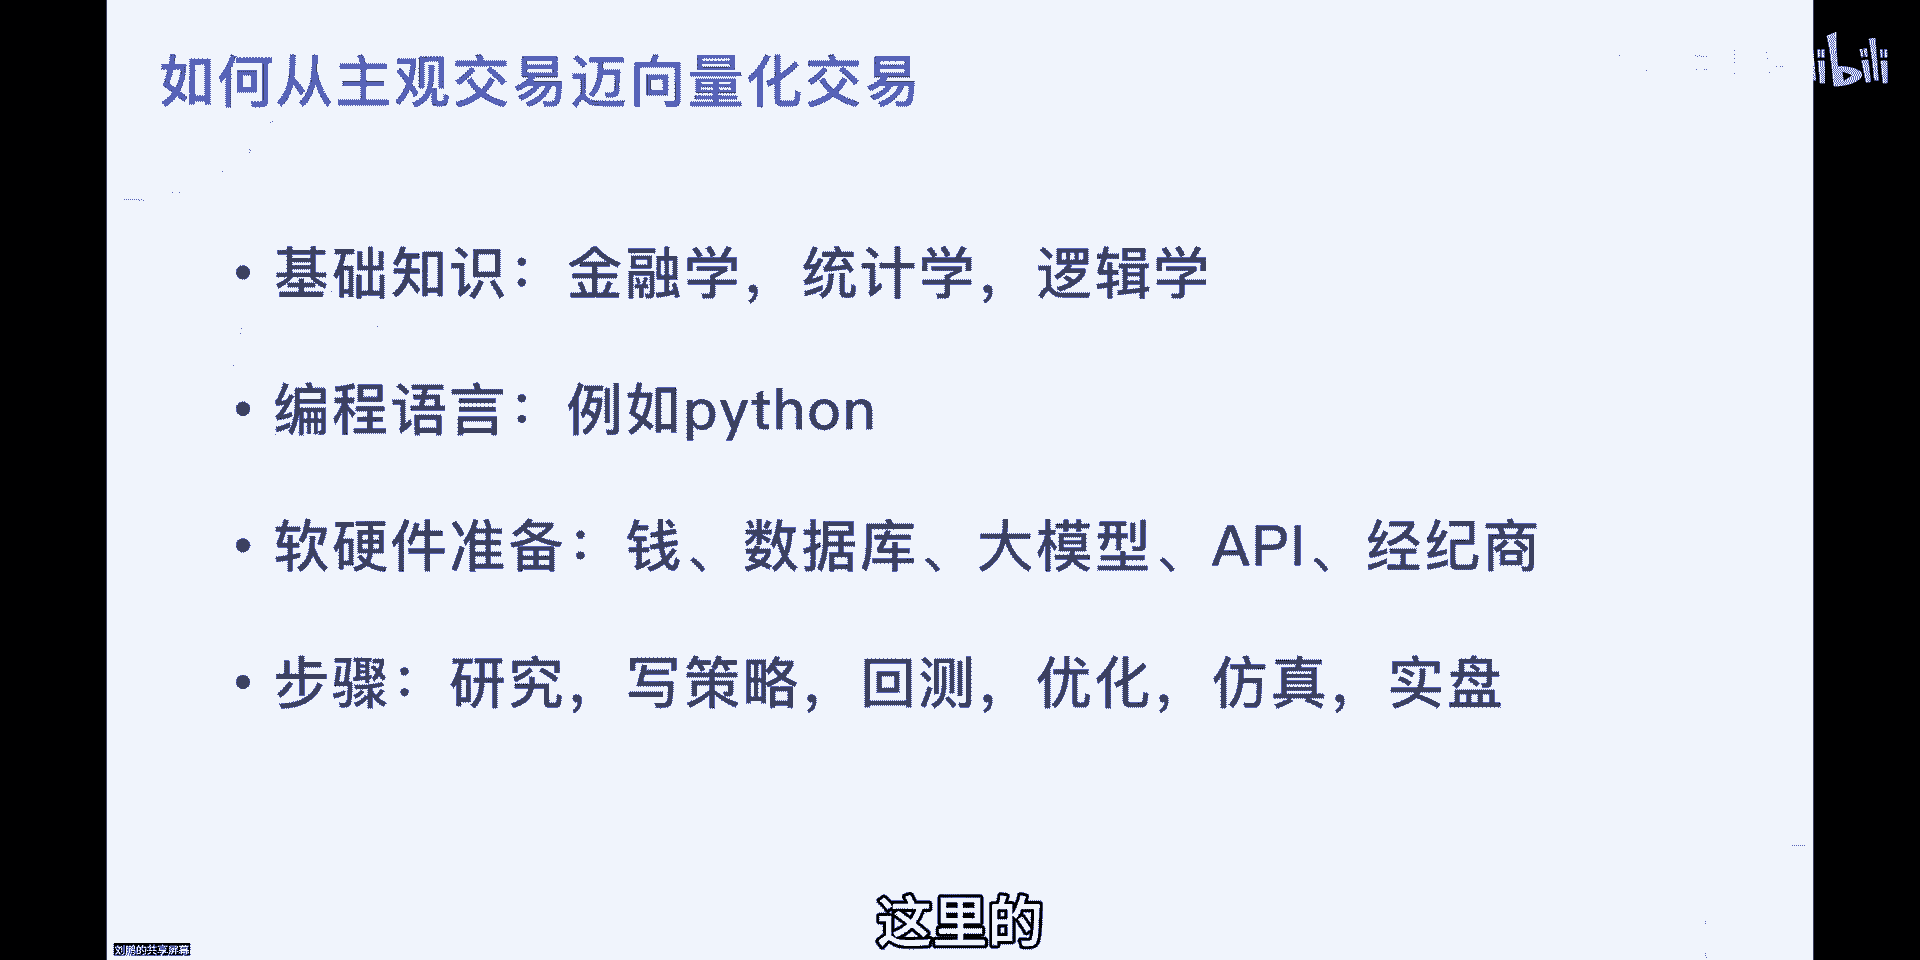 如何从主观交易迈向量化交易
bili
• 基础知识：金融学，统计学，逻辑学
• 编程语言：例如python
• 软硬件准备：钱、数据库、大模型、API、经纪商
• 步骤：研究，写策略，回测，优化，仿真，实盘
这里的
刘鹏的共享屏幕